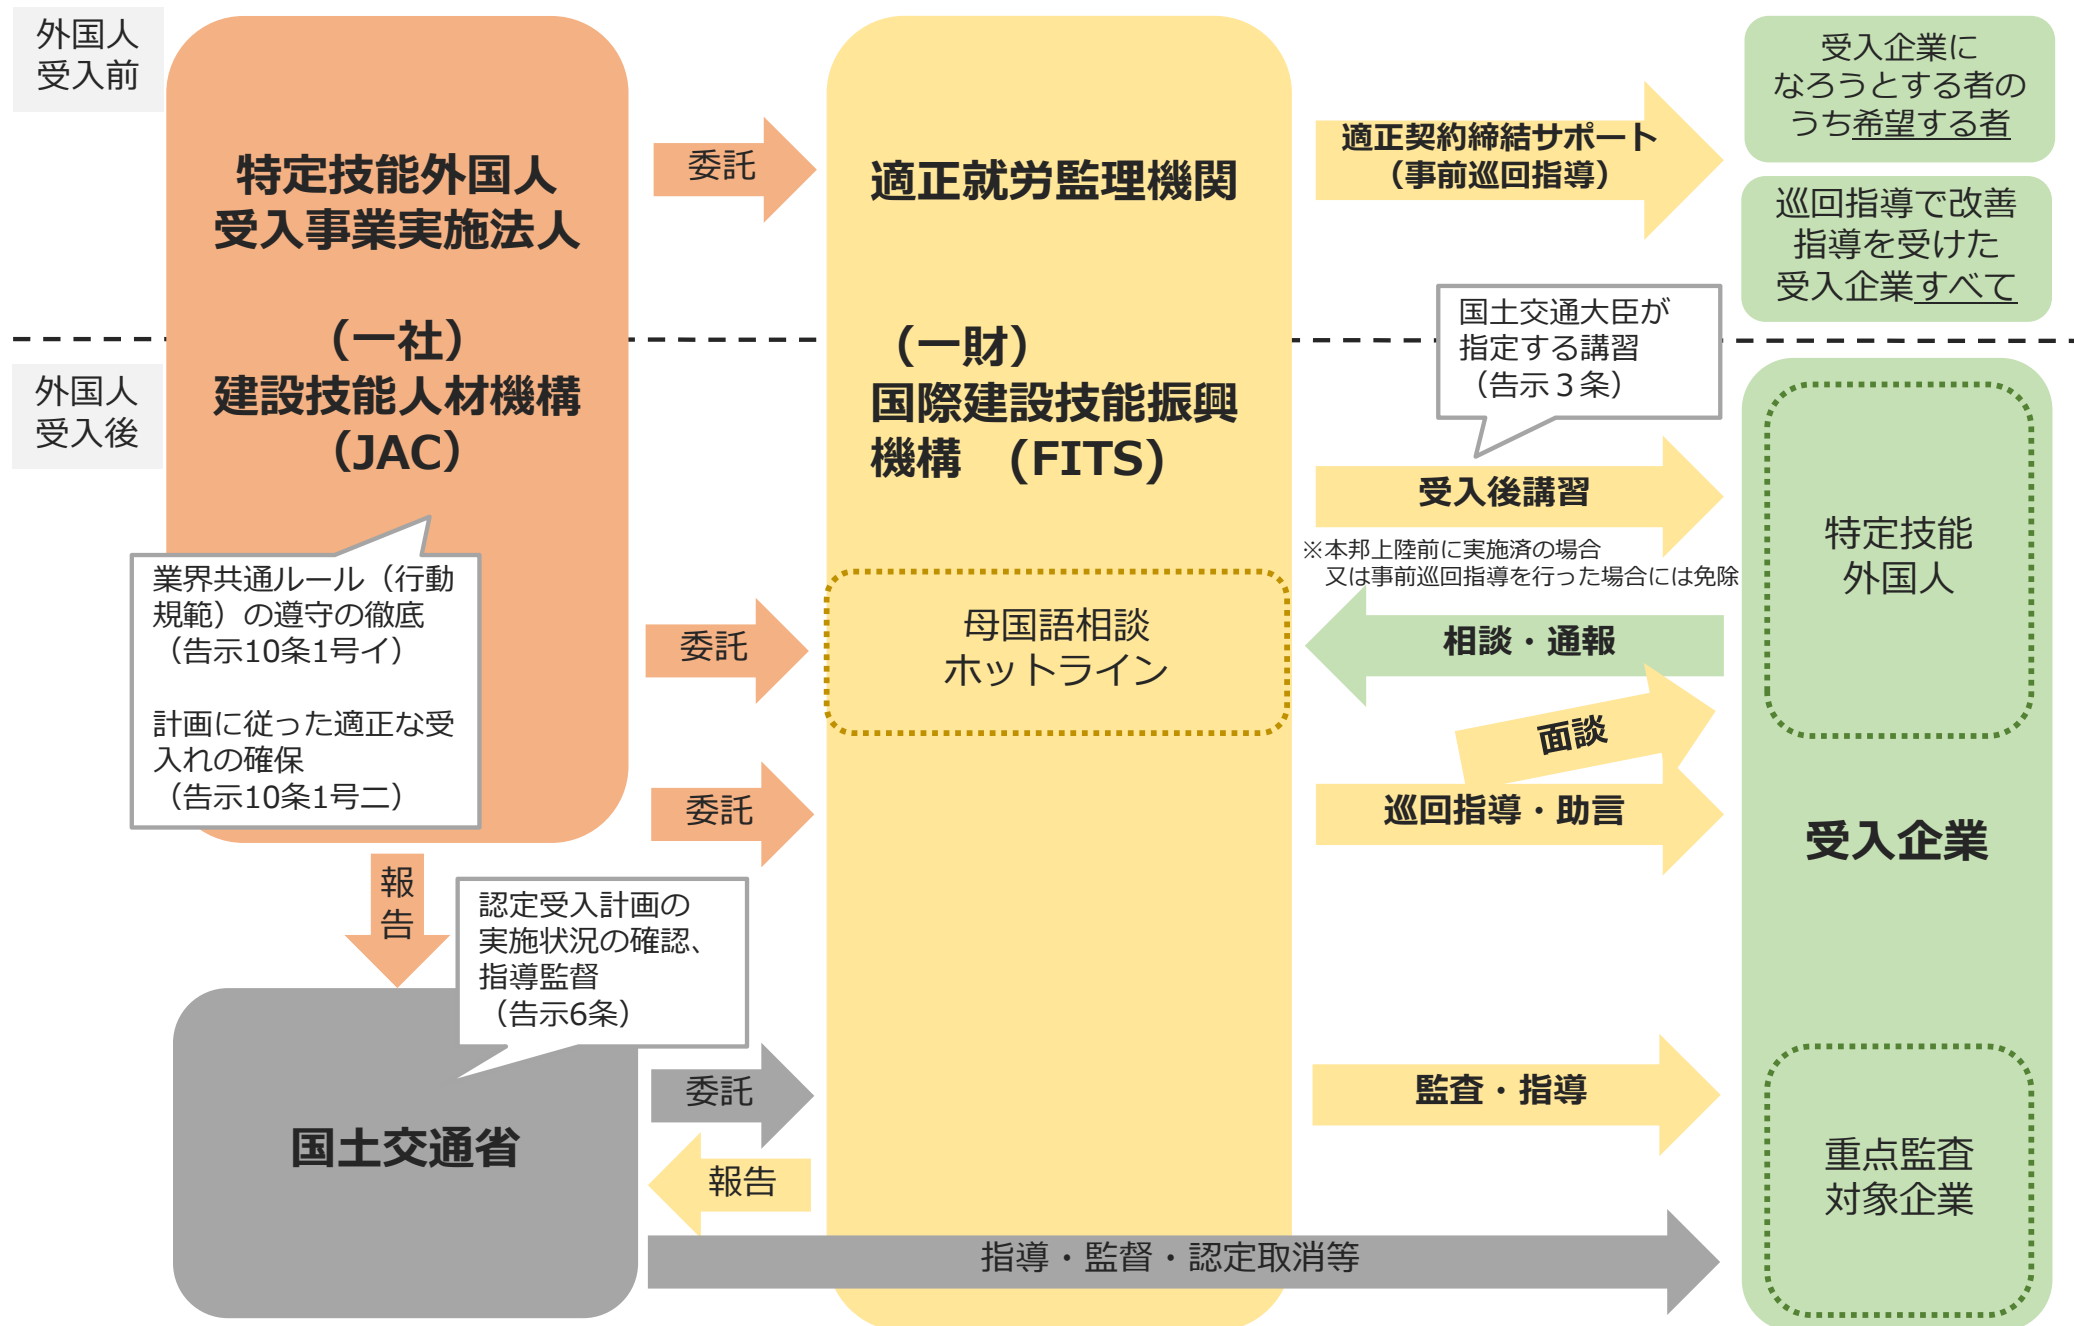 外国人
受入前
特定技能外国人
受入事業実施法人
（一社）
建設技能人材機構
（JAC）
委託
適正就労監理機関
（一財）
国際建設技能振興
機構　(FITS)
適正契約締結サポート
（事前巡回指導）
受入企業に
なろうとする者の
うち希望する者
巡回指導で改善
指導を受けた
受入企業すべて
外国人
受入後
国土交通大臣が
指定する講習
（告示３条）
受入後講習
※本邦上陸前に実施済の場合
又は事前巡回指導を行った場合には免除
特定技能
外国人
業界共通ルール（行動
規範）の遵守の徹底
（告示10条1号イ）
計画に従った適正な受
入れの確保
（告示10条1号ニ）
委託
母国語相談
ホットライン
相談・通報
面談
委託
巡回指導・助言
受入企業
報
告
認定受入計画の
実施状況の確認、
指導監督
（告示6条）
国土交通省
委託
監査・指導
報告
重点監査
対象企業
指導・監督・認定取消等